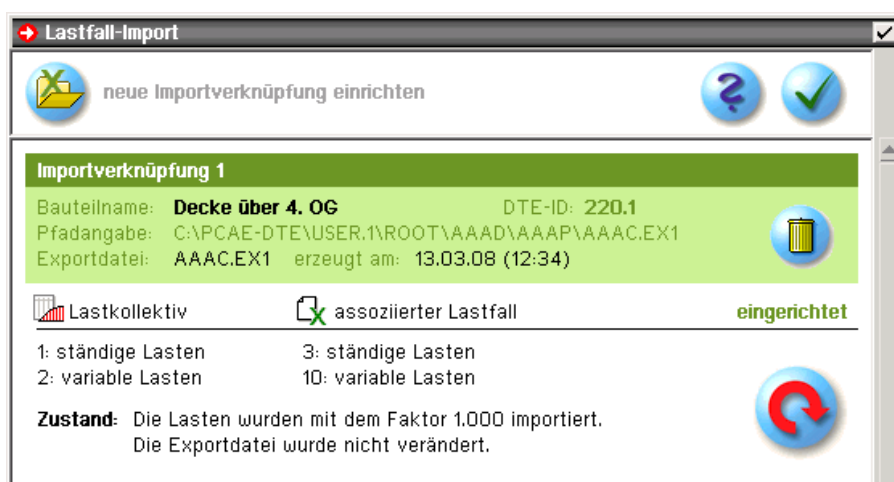 Lastfall-Import
neue Importverknüpfung einrichten
Importverknüpfung 1
Bauteilname: Decke über 4. OG DTE-ID: 220.1
Pfadangabe: C:\PCAE-DTE\USER.1\ROOT\AAAD\AAAP\AAAC.EX1
Exportdatei: AAAC.EX1 erzeugt am: 13.03.08 (12:34)
Lastkollektiv assoziierter Lastfall eingerichtet
1: ständige Lasten 3: ständige Lasten
2: variable Lasten 10: variable Lasten
Zustand: Die Lasten wurden mit dem Faktor 1.000 importiert.
Die Exportdatei wurde nicht verändert.